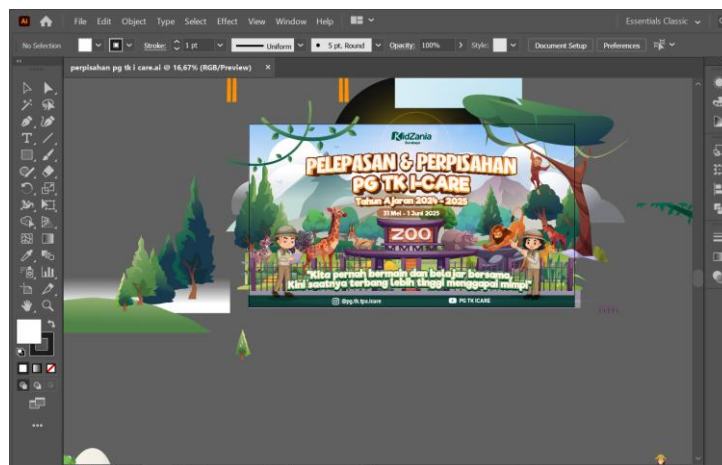 Ai File Edit Object Type Select Effect View Window Help Essentials Classic
No Selection Stroke: 1 pt Uniform 5 pt. Round Opacity: 100% Style: Document Setup Preferences
perpisahan pg tk i care.ai @ 16,67% (RGB/Preview) ×
KidZania
Surabaya
PELEPASAN & PERPISAHAN
PG TK I-CARE
Tahun Ajaran 2024 - 2025
31 Mei - 1 Juni 2025
ZOO
"Kita pernah bermain dan belajar bersama,
Kini saatnya terbang lebih tinggi menggapai mimpi"
@pg.tk.tpa.icare PG TK ICARE